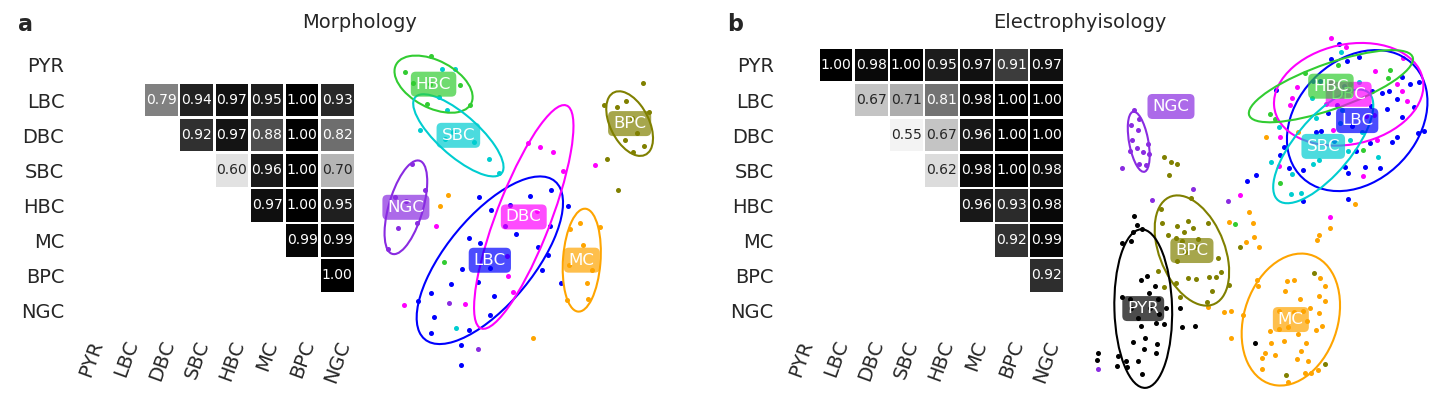 a
Morphology
PYR
LBC 0.79 0.94 0.97 0.95 1.00 0.93
DBC 0.92 0.97 0.88 1.00 0.82
SBC 0.60 0.96 1.00 0.70
HBC 0.97 1.00 0.95
MC 0.99 0.99
BPC 1.00
NGC
PYR LBC DBC SBC HBC MC BPC NGC
HBC
SBC
BPC
NGC
DBC
LBC
MC
b
Electrophyisology
PYR 1.00 0.98 1.00 0.95 0.97 0.91 0.97
LBC 0.67 0.71 0.81 0.98 1.00 1.00
DBC 0.55 0.67 0.96 1.00 1.00
SBC 0.62 0.98 1.00 0.98
HBC 0.96 0.93 0.98
MC 0.92 0.99
BPC 0.92
NGC
PYR LBC DBC SBC HBC MC BPC NGC
NGC
HBC
DBC
LBC
SBC
BPC
PYR
MC